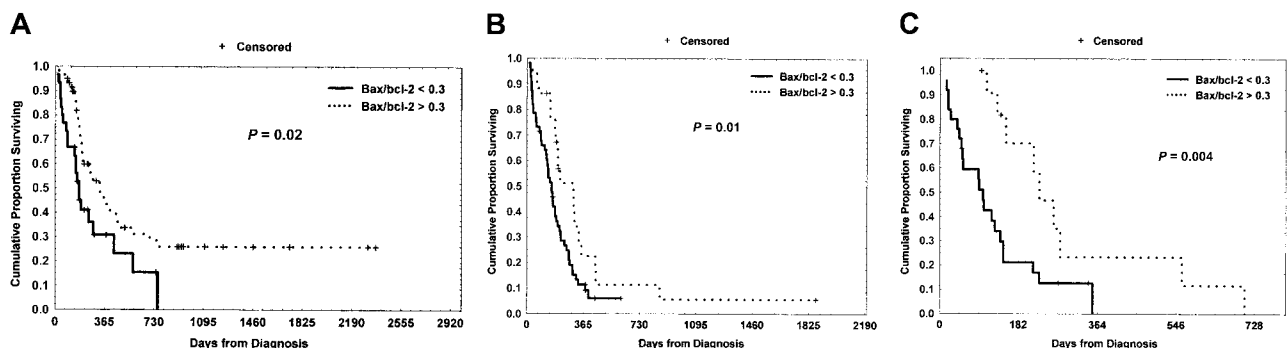 A
+ Censored
Cumulative Proportion Surviving
1.0
0.9
0.8
0.7
0.6
0.5
0.4
0.3
0.2
0.1
0.0
Bax/bcl-2 < 0.3
Bax/bcl-2 > 0.3
P = 0.02
0 365 730 1095 1460 1825 2190 2555 2920
Days from Diagnosis
B
+ Censored
Cumulative Proportion Surviving
1.0
0.9
0.8
0.7
0.6
0.5
0.4
0.3
0.2
0.1
0.0
Bax/bcl-2 < 0.3
Bax/bcl-2 > 0.3
P = 0.01
0 365 730 1095 1460 1825 2190
Days from Diagnosis
C
+ Censored
Cumulative Proportion Surviving
1.0
0.9
0.8
0.7
0.6
0.5
0.4
0.3
0.2
0.1
0.0
Bax/bcl-2 < 0.3
Bax/bcl-2 > 0.3
P = 0.004
0 182 364 546 728
Days from Diagnosis